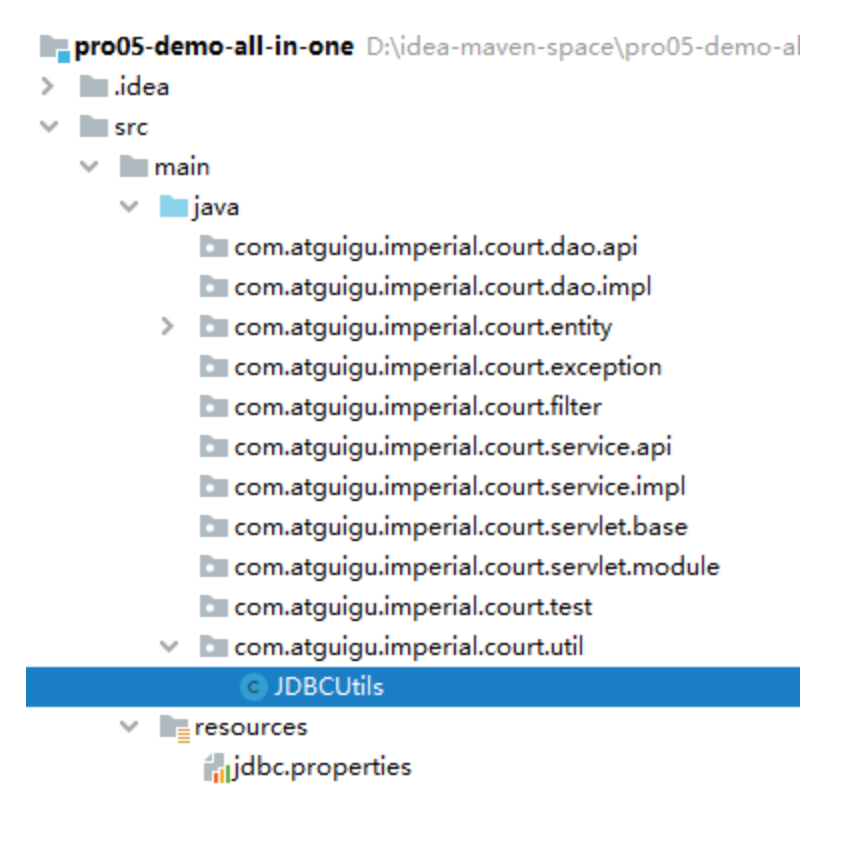 pro05-demo-all-in-one D:\idea-maven-space\pro05-demo-al
.idea
src
main
java
com.atguigu.imperial.court.dao.api
com.atguigu.imperial.court.dao.impl
com.atguigu.imperial.court.entity
com.atguigu.imperial.court.exception
com.atguigu.imperial.court.filter
com.atguigu.imperial.court.service.api
com.atguigu.imperial.court.service.impl
com.atguigu.imperial.court.servlet.base
com.atguigu.imperial.court.servlet.module
com.atguigu.imperial.court.test
com.atguigu.imperial.court.util
C JDBCUtils
resources
jdbc.properties